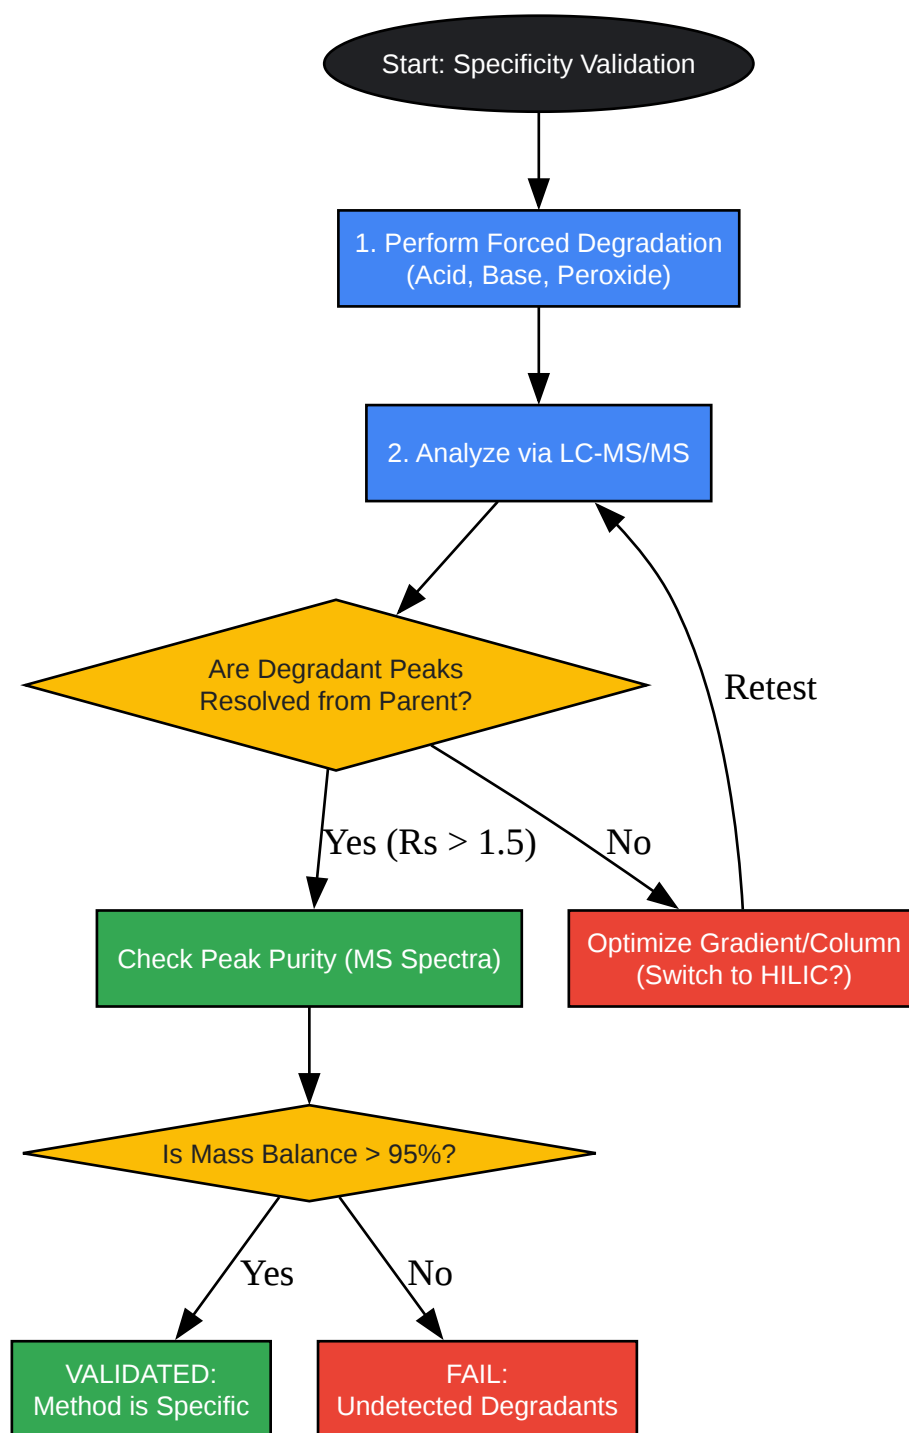 Start: Specificity Validation
1. Perform Forced Degradation
(Acid, Base, Peroxide)
2. Analyze via LC-MS/MS
Are Degradant Peaks
Resolved from Parent?
Retest
Yes (Rs > 1.5)
No
Check Peak Purity (MS Spectra)
Optimize Gradient/Column
(Switch to HILIC?)
Is Mass Balance > 95%?
Yes
No
VALIDATED:
Method is Specific
FAIL:
Undetected Degradants